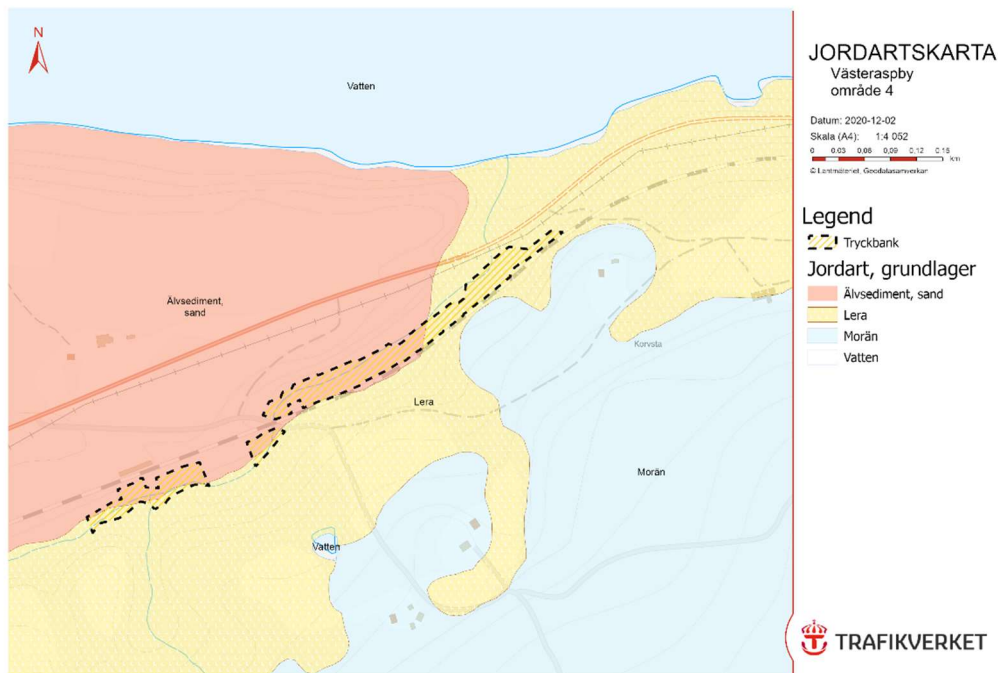 N
Vatten
Älvsediment,
sand
Korvsta
Lera
Morän
Vatten
JORDARTSKARTA
Västeraspby
område 4
Datum: 2020-12-02
Skala (A4): 1:4 052
0 0,03 0,06 0,09 0,12 0,15
km
© Lantmäteriet, Geodatasamverkan
Legend
Tryckbank
Jordart, grundlager
Älvsediment, sand
Lera
Morän
Vatten
TRAFIKVERKET